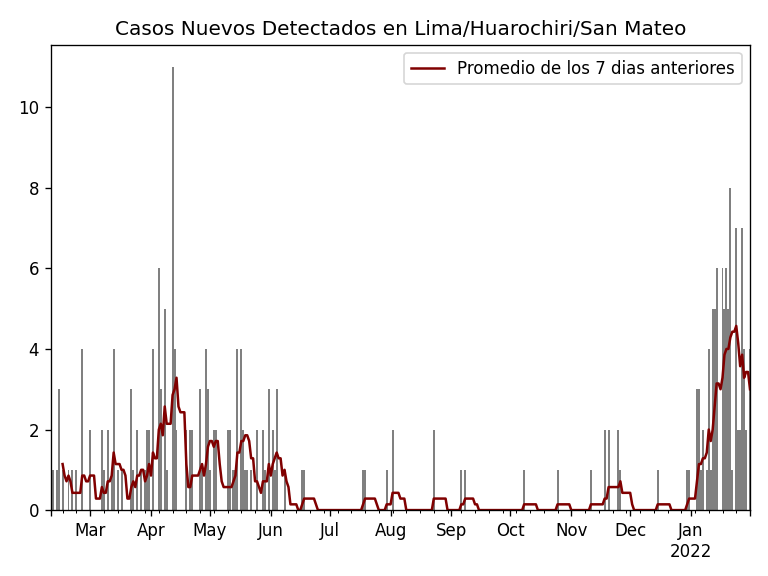 Casos Nuevos Detectados en Lima/Huarochiri/San Mateo
Promedio de los 7 dias anteriores
10
8
6
4
2
0
Mar Apr May Jun Jul Aug Sep Oct Nov Dec Jan
2022